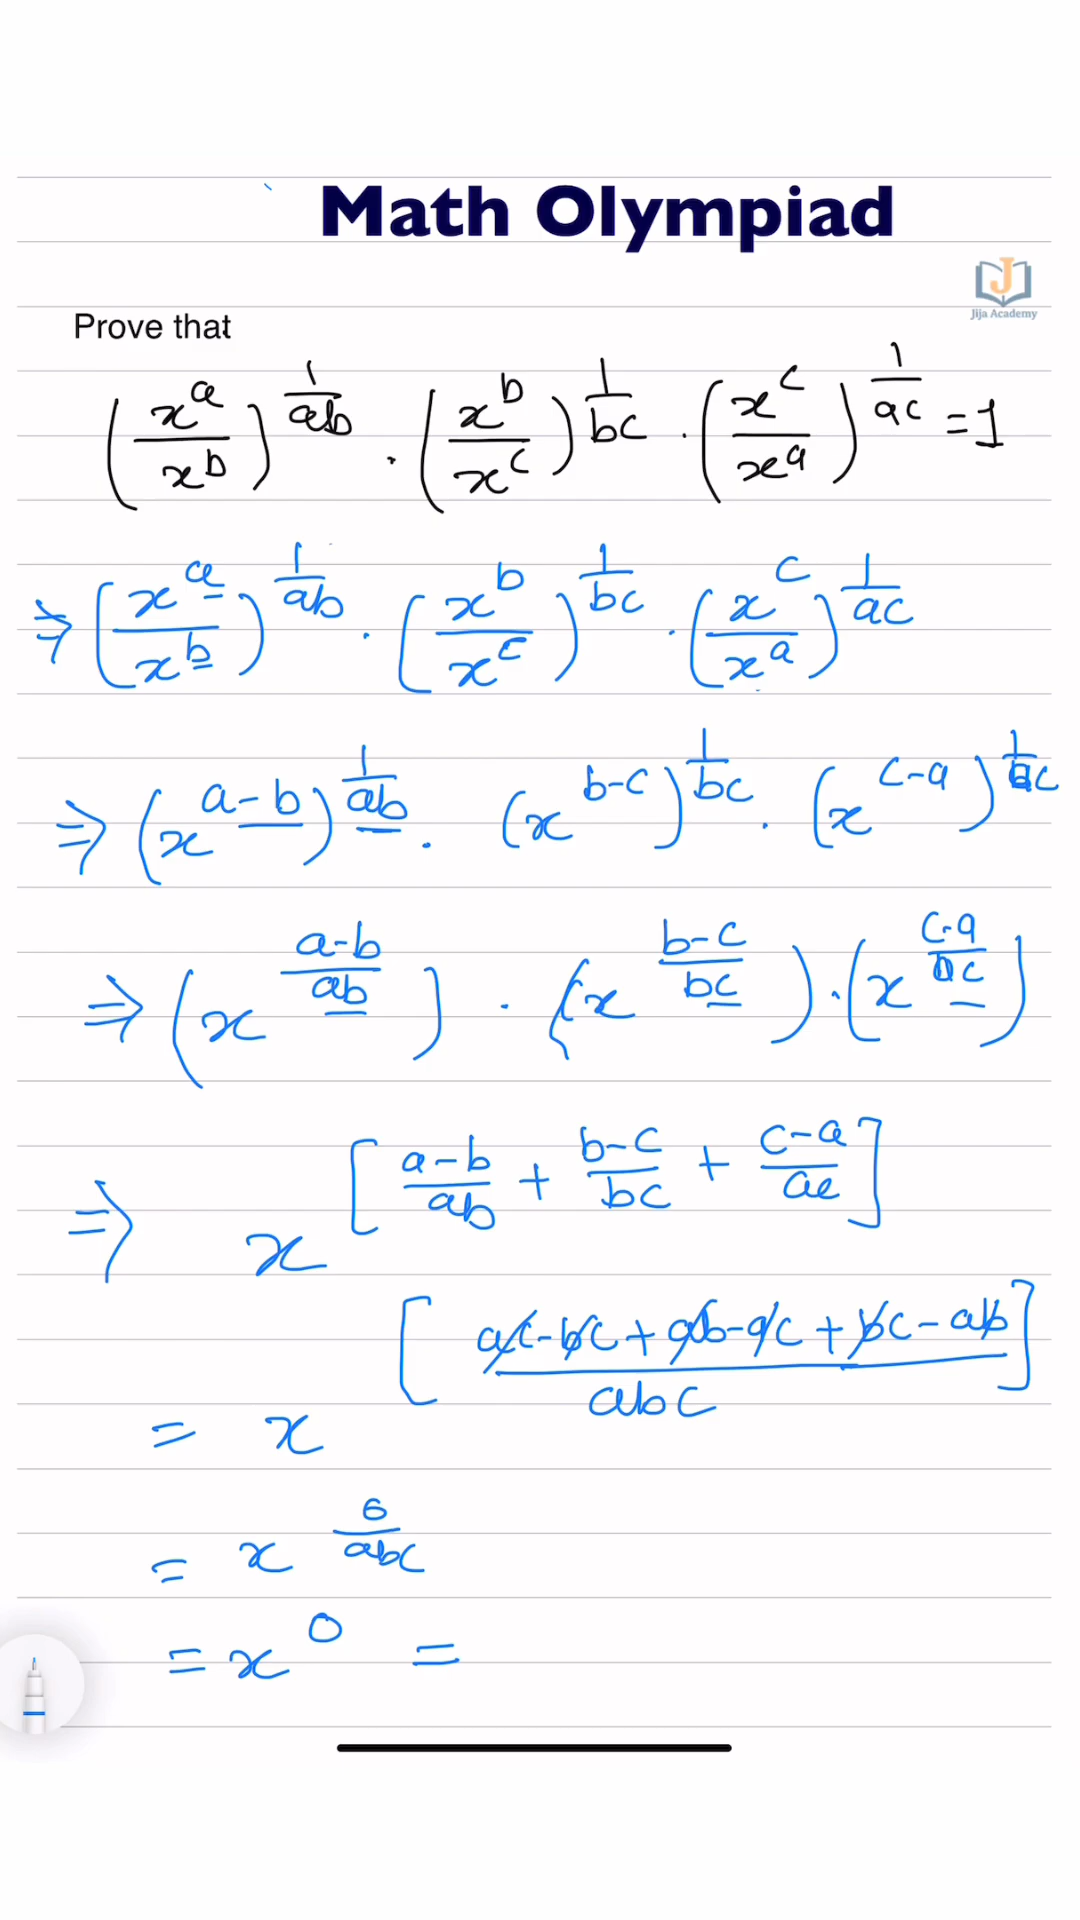 Math Olympiad
Jija Academy
Prove that
(x^a/x^b)^(1/ab) . (x^b/x^c)^(1/bc) . (x^c/x^a)^(1/ac) = 1
⇒ (x^a/x^b)^(1/ab) . (x^b/x^c)^(1/bc) . (x^c/x^a)^(1/ac)
⇒ (x^(a-b))^(1/ab) . (x^(b-c))^(1/bc) . (x^(c-a))^(1/ac)
⇒ (x^((a-b)/ab)) . (x^((b-c)/bc)) . (x^((c-a)/ac))
⇒ x^[(a-b)/ab + (b-c)/bc + (c-a)/ac]
= x^[(ac-bc+ab-ac+bc-ab)/abc]
= x^(0/abc)
= x^0 =